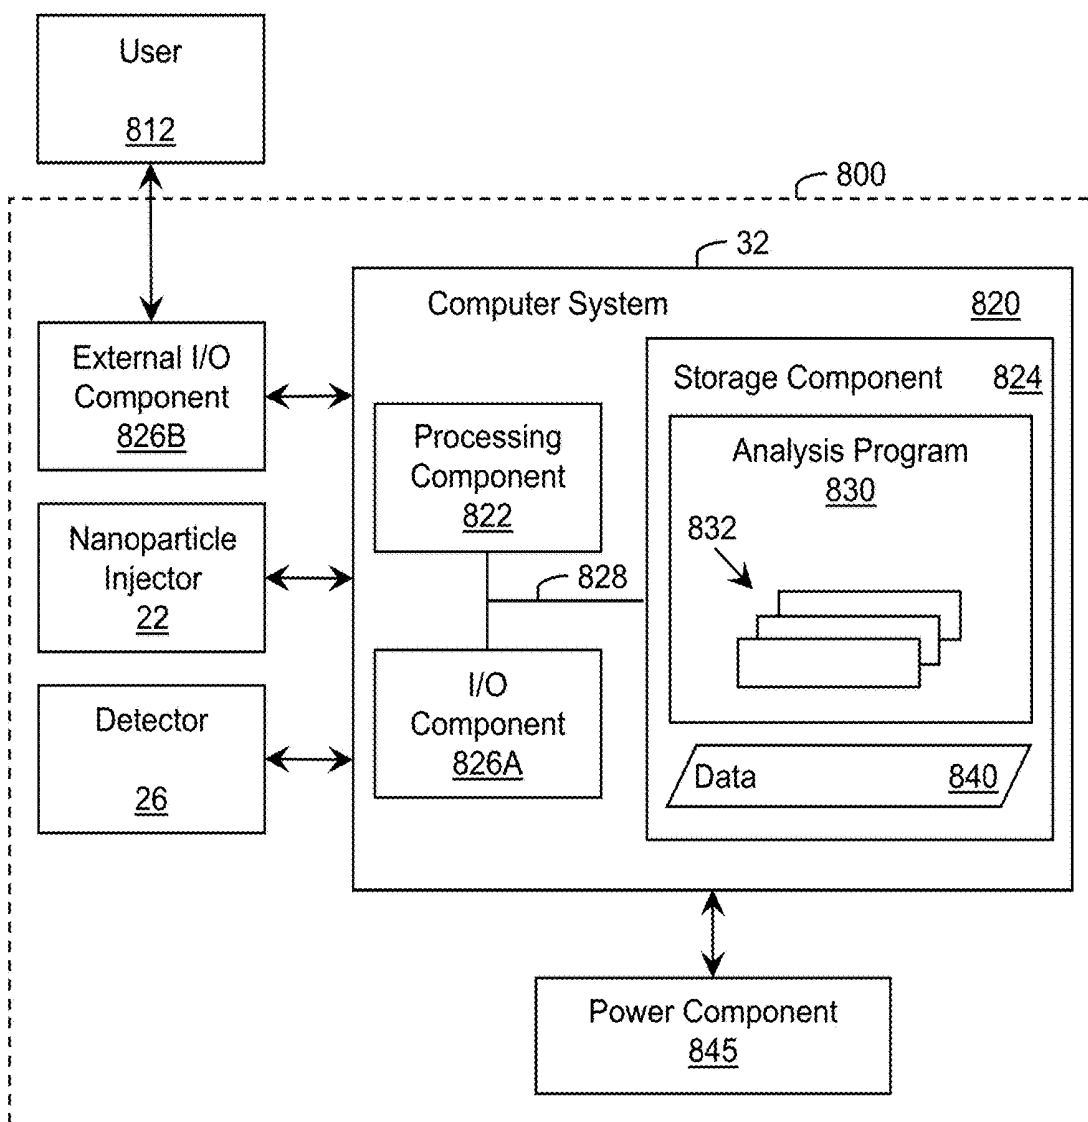 User
812
800
32
Computer System 820
External I/O
Component
826B
Storage Component 824
Processing
Component
822
Analysis Program
830
832
Nanoparticle
Injector
22
828
I/O
Component
826A
Detector
26
Data 840
Power Component
845